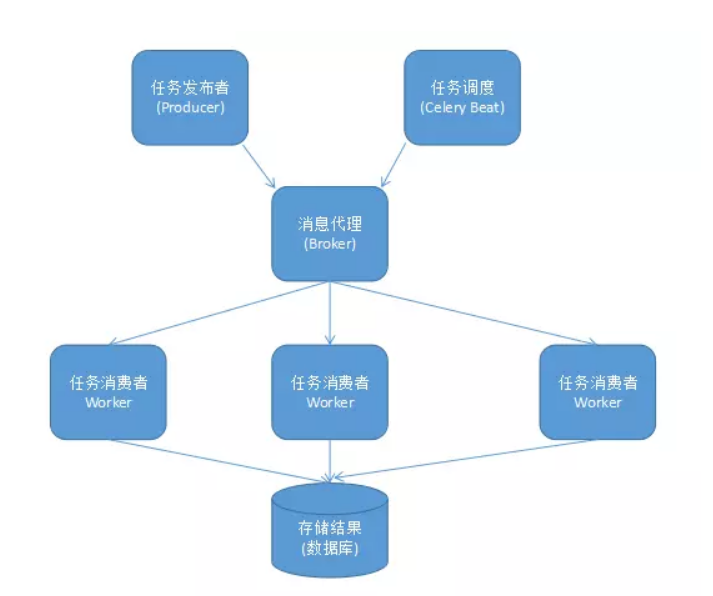 任务发布者
(Producer)
任务调度
(Celery Beat)
消息代理
(Broker)
任务消费者
Worker
任务消费者
Worker
任务消费者
Worker
存储结果
(数据库)